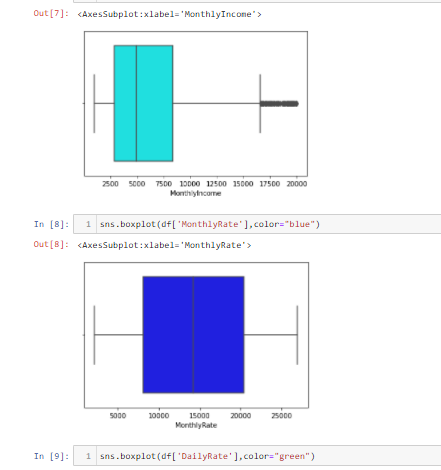 Out[7]: <AxesSubplot:xlabel='MonthlyIncome'>
2500 5000 7500 10000 12500 15000 17500 20000
MonthlyIncome
In [8]: 1 sns.boxplot(df['MonthlyRate'],color="blue")
Out[8]: <AxesSubplot:xlabel='MonthlyRate'>
5000 10000 15000 20000 25000
MonthlyRate
In [9]: 1 sns.boxplot(df['DailyRate'],color="green")